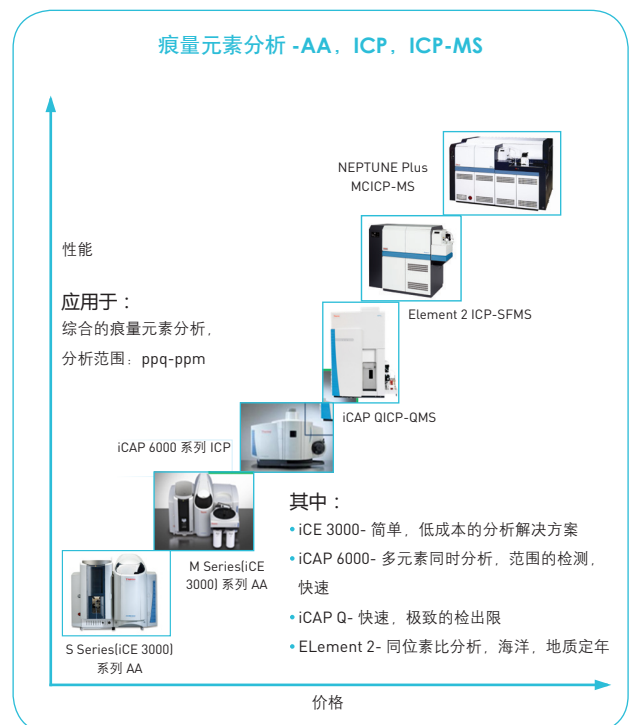 痕量元素分析 -AA，ICP，ICP-MS
NEPTUNE Plus
MCICP-MS
性能
应用于：
综合的痕量元素分析，
分析范围：ppq-ppm
Element 2 ICP-SFMS
iCAP QICP-QMS
iCAP 6000 系列 ICP
M Series(iCE
3000) 系列 AA
S Series(iCE 3000)
系列 AA
其中：
• iCE 3000- 简单，低成本的分析解决方案
• iCAP 6000- 多元素同时分析，范围的检测，
快速
• iCAP Q- 快速，极致的检出限
• ELement 2- 同位素比分析，海洋，地质定年
价格